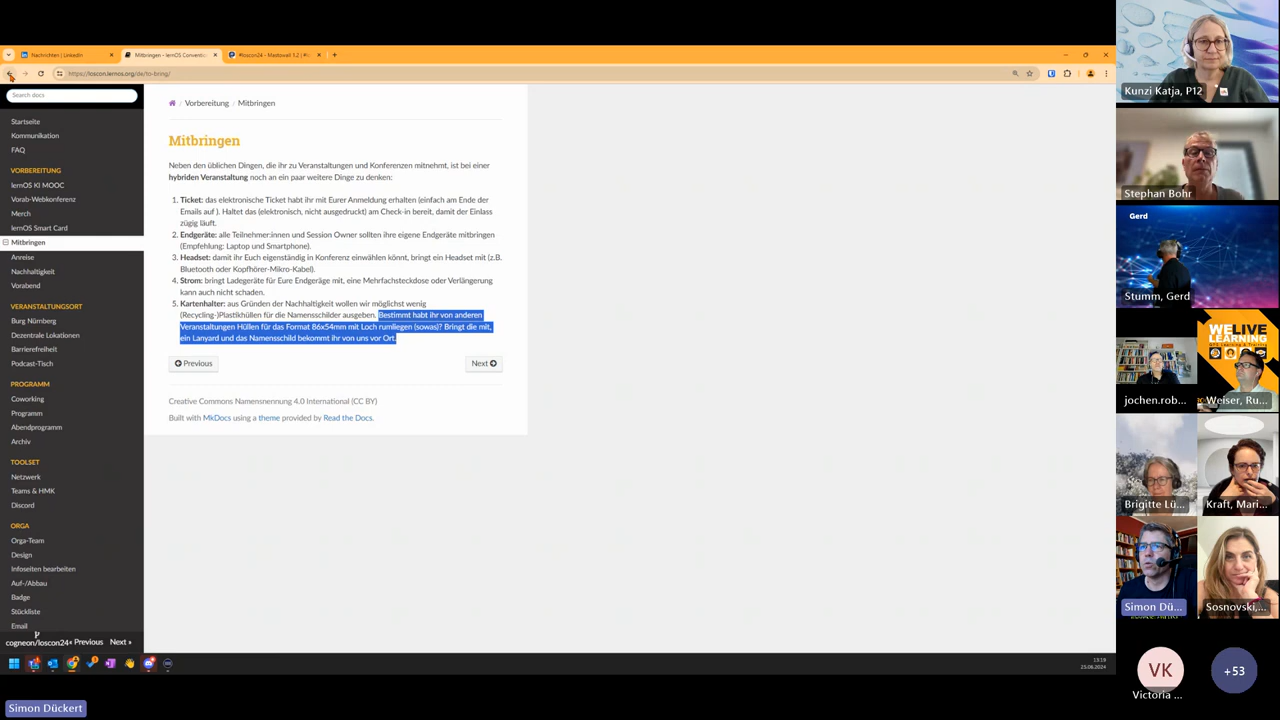 Nachrichten | LinkedIn
Mitbringen - lernOS Conventio
#loscon24 - Mastowall 1.2 | #l
https://loscon.lernos.org/de/to-bring/
Search docs
Startseite
Kommunikation
FAQ
VORBEREITUNG
lernOS KI MOOC
Vorab-Webkonferenz
Merch
lernOS Smart Card
Mitbringen
Anreise
Nachhaltigkeit
Vorabend
VERANSTALTUNGSORT
Burg Nürnberg
Dezentrale Lokationen
Barrierefreiheit
Podcast-Tisch
PROGRAMM
Coworking
Programm
Abendprogramm
Archiv
TOOLSET
Netzwerk
Teams & HMK
Discord
ORGA
Orga-Team
Design
Infoseiten bearbeiten
Auf-/Abbau
Badge
Stückliste
Email
cogneon/loscon24
« Previous
Next »
/ Vorbereitung / Mitbringen
Mitbringen
Neben den üblichen Dingen, die ihr zu Veranstaltungen und Konferenzen mitnehmt, ist bei einer
hybriden Veranstaltung noch an ein paar weitere Dinge zu denken:
1. Ticket: das elektronische Ticket habt ihr mit Eurer Anmeldung erhalten (einfach am Ende der
Emails auf ). Haltet das (elektronisch, nicht ausgedruckt) am Check-in bereit, damit der Einlass
zügig läuft.
2. Endgeräte: alle Teilnehmer:innen und Session Owner sollten ihre eigene Endgeräte mitbringen
(Empfehlung: Laptop und Smartphone).
3. Headset: damit ihr Euch eigenständig in Konferenz einwählen könnt, bringt ein Headset mit (z.B.
Bluetooth oder Kopfhörer-Mikro-Kabel).
4. Strom: bringt Ladegeräte für Eure Endgeräge mit, eine Mehrfachsteckdose oder Verlängerung
kann auch nicht schaden.
5. Kartenhalter: aus Gründen der Nachhaltigkeit wollen wir möglichst wenig
(Recycling-)Plastikhüllen für die Namensschilder ausgeben. Bestimmt habt ihr von anderen
Veranstaltungen Hüllen für das Format 86x54mm mit Loch rumliegen (sowas)? Bringt die mit,
ein Lanyard und das Namensschild bekommt ihr von uns vor Ort.
Previous
Next
Creative Commons Namensnennung 4.0 International (CC BY)
Built with MkDocs using a theme provided by Read the Docs.
13:19
25.06.2024
Simon Dückert
Kunzi Katja, P12
Stephan Bohr
Gerd
Stumm, Gerd
WE LIVE
LEARNING
jochen.rob...
Weiser, Ru...
Brigitte Lü...
Kraft, Mari...
Simon Dü...
Sosnovski,...
VK
Victoria ...
+53